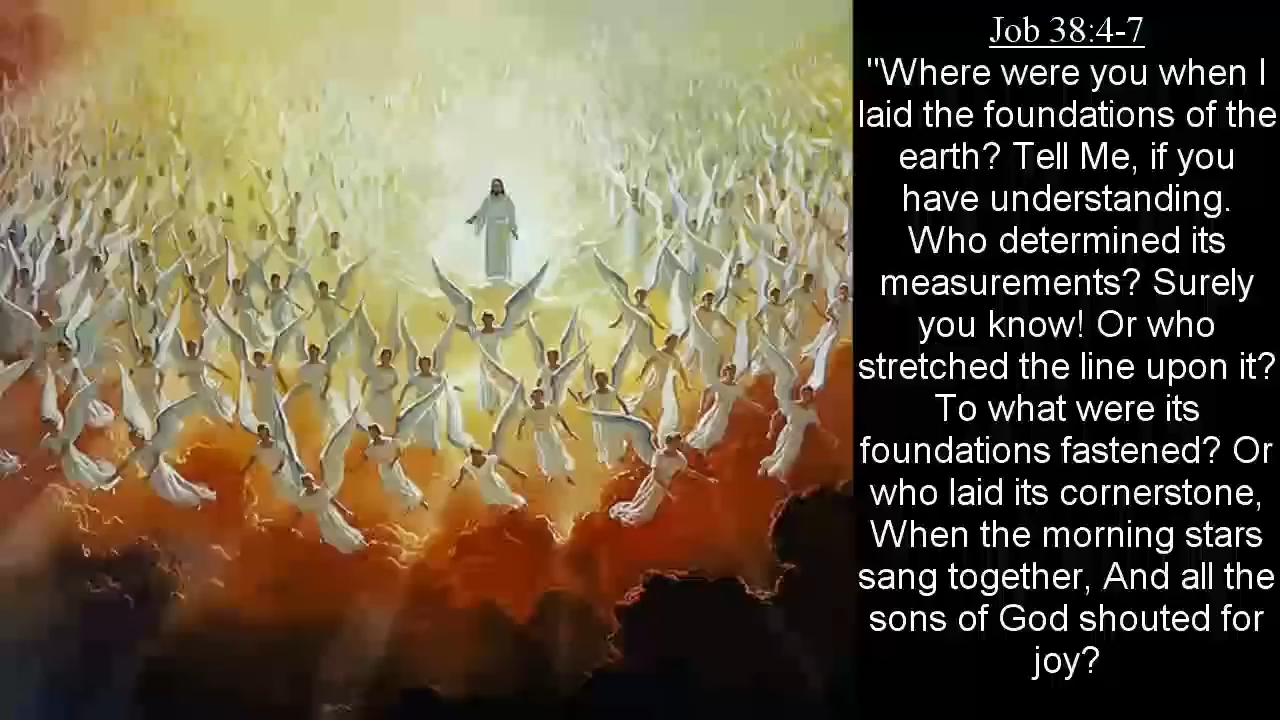 Job 38:4-7
"Where were you when I
laid the foundations of the
earth? Tell Me, if you
have understanding.
Who determined its
measurements? Surely
you know! Or who
stretched the line upon it?
To what were its
foundations fastened? Or
who laid its cornerstone,
When the morning stars
sang together, And all the
sons of God shouted for
joy?